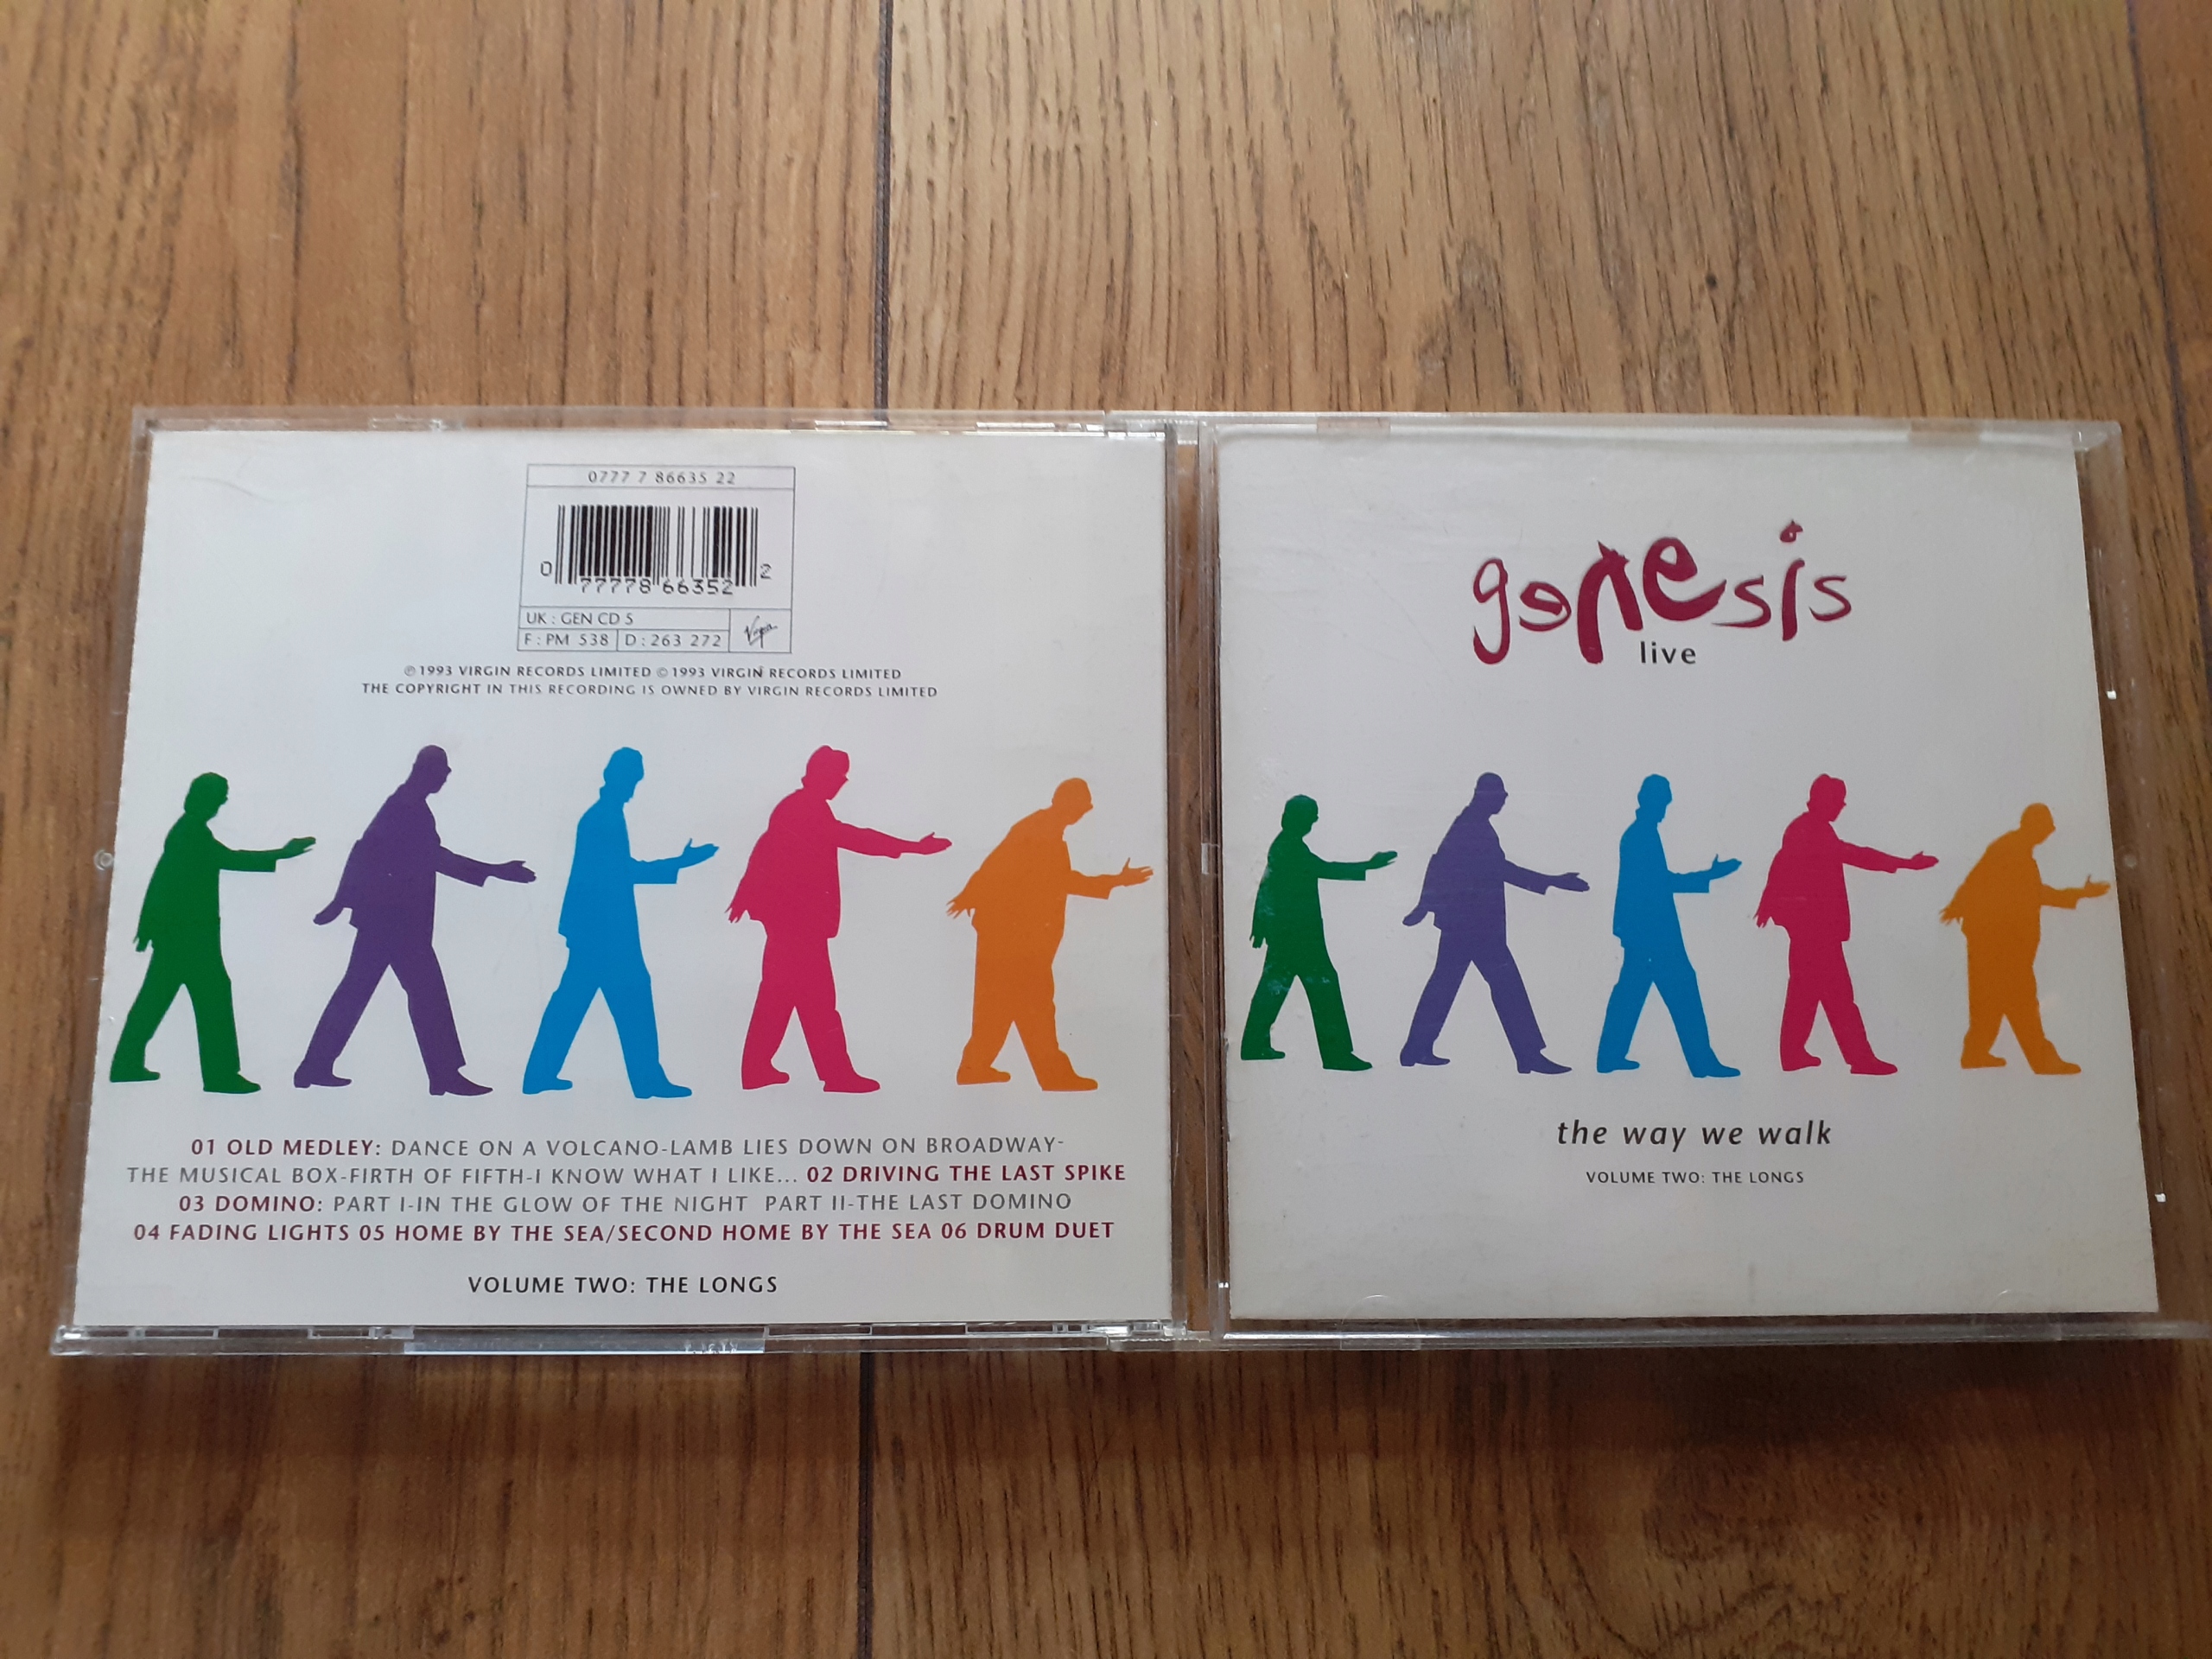 0777 7 86635 22
0 77778 66352 2
UK : GEN CD 5
F : PM 538 D : 263 272 Virgin
℗ 1993 VIRGIN RECORDS LIMITED © 1993 VIRGIN RECORDS LIMITED
THE COPYRIGHT IN THIS RECORDING IS OWNED BY VIRGIN RECORDS LIMITED
01 OLD MEDLEY: DANCE ON A VOLCANO-LAMB LIES DOWN ON BROADWAY-
THE MUSICAL BOX-FIRTH OF FIFTH-I KNOW WHAT I LIKE... 02 DRIVING THE LAST SPIKE
03 DOMINO: PART I-IN THE GLOW OF THE NIGHT PART II-THE LAST DOMINO
04 FADING LIGHTS 05 HOME BY THE SEA/SECOND HOME BY THE SEA 06 DRUM DUET
VOLUME TWO: THE LONGS
genesis
live
the way we walk
VOLUME TWO: THE LONGS